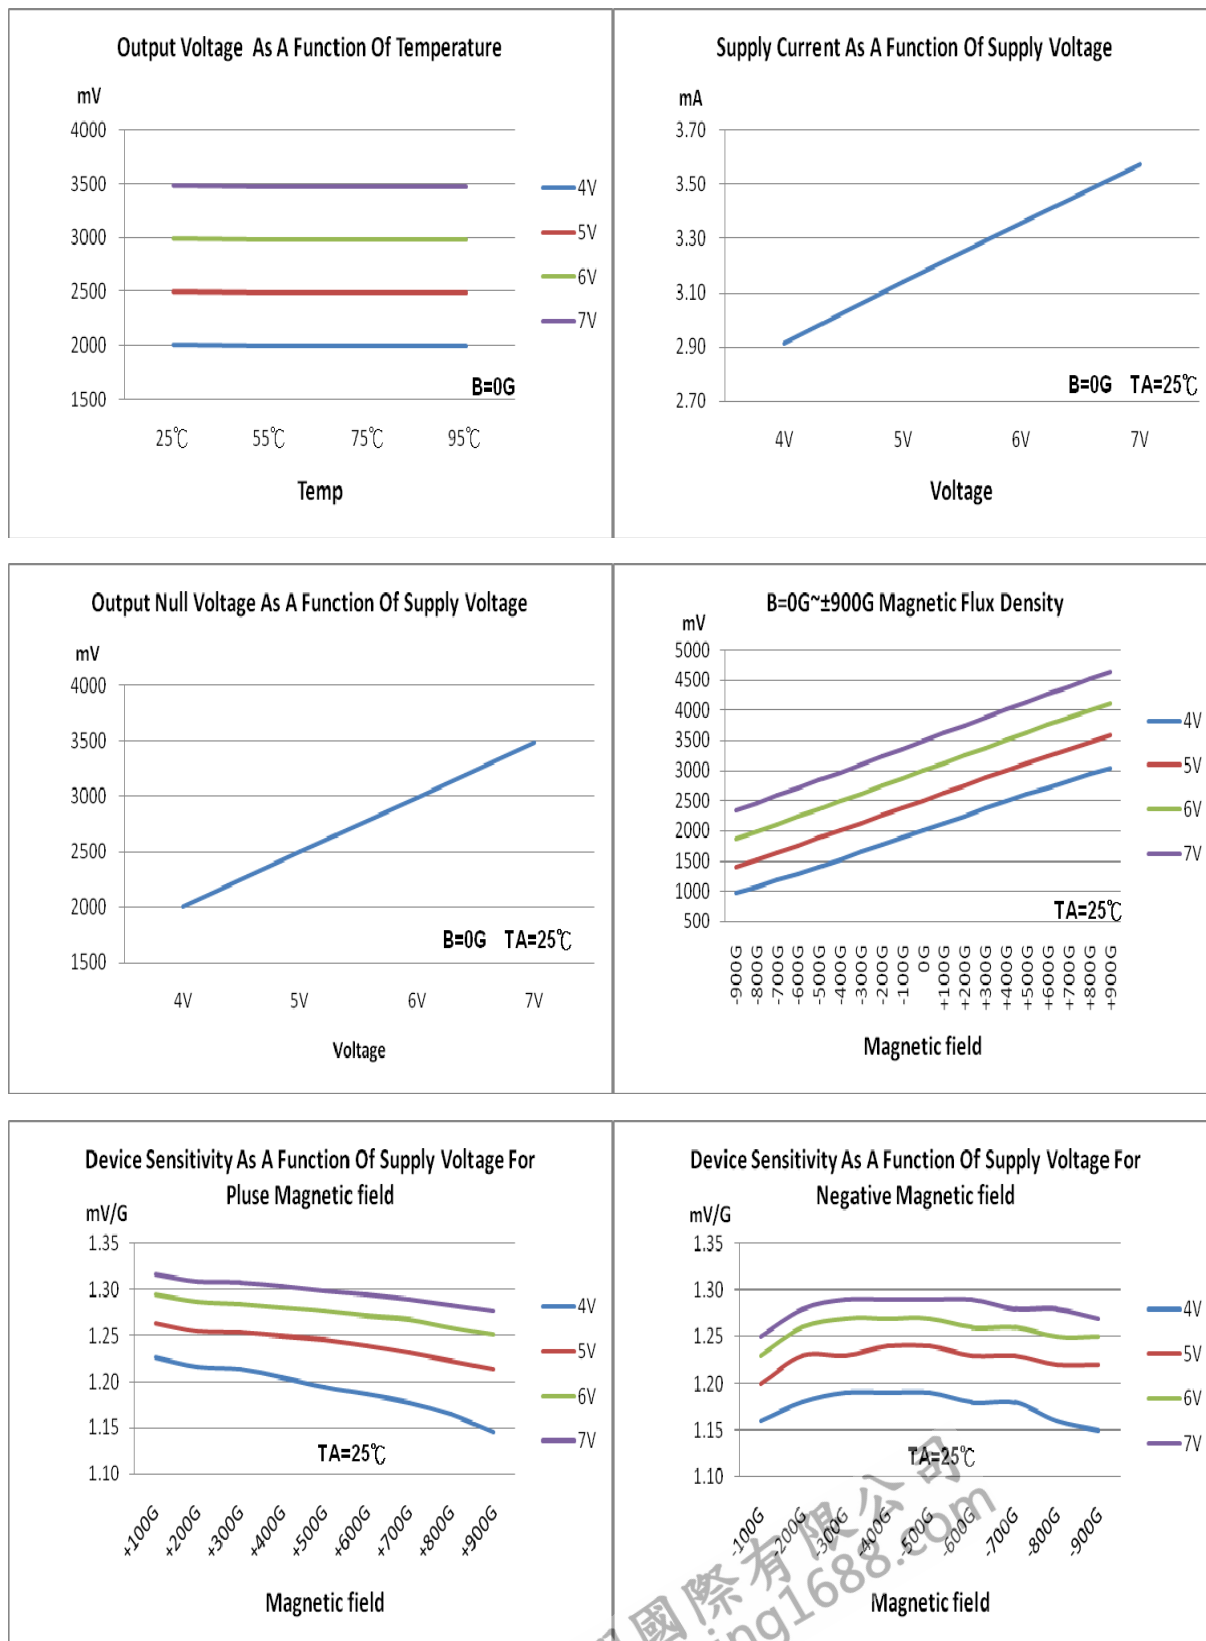 Output Voltage As A Function Of Temperature
mV
4000
3500
3000
2500
2000
1500
4V
5V
6V
7V
B=0G
25℃ 55℃ 75℃ 95℃
Temp
Supply Current As A Function Of Supply Voltage
mA
3.70
3.50
3.30
3.10
2.90
2.70
B=0G TA=25℃
4V 5V 6V 7V
Voltage
Output Null Voltage As A Function Of Supply Voltage
mV
4000
3500
3000
2500
2000
1500
B=0G TA=25℃
4V 5V 6V 7V
Voltage
B=0G~±900G Magnetic Flux Density
mV
5000
4500
4000
3500
3000
2500
2000
1500
1000
500
4V
5V
6V
7V
TA=25℃
-900G -800G -700G -600G -500G -400G -300G -200G -100G 0G +100G +200G +300G +400G +500G +600G +700G +800G +900G
Magnetic field
Device Sensitivity As A Function Of Supply Voltage For
Pluse Magnetic field
mV/G
1.35
1.30
1.25
1.20
1.15
1.10
4V
5V
6V
7V
TA=25℃
+100G +200G +300G +400G +500G +600G +700G +800G +900G
Magnetic field
Device Sensitivity As A Function Of Supply Voltage For
Negative Magnetic field
mV/G
1.35
1.30
1.25
1.20
1.15
1.10
4V
5V
6V
7V
TA=25℃
-100G -200G -300G -400G -500G -600G -700G -800G -900G
Magnetic field
國際有限公司
ing1688.com